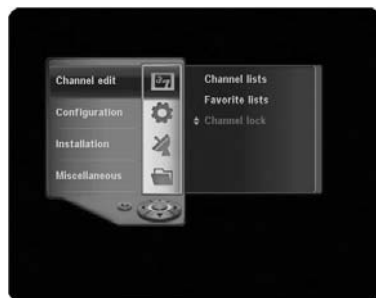 Channel edit
Configuration
Installation
Miscellaneous
Channel lists
Favorite lists
Channel lock